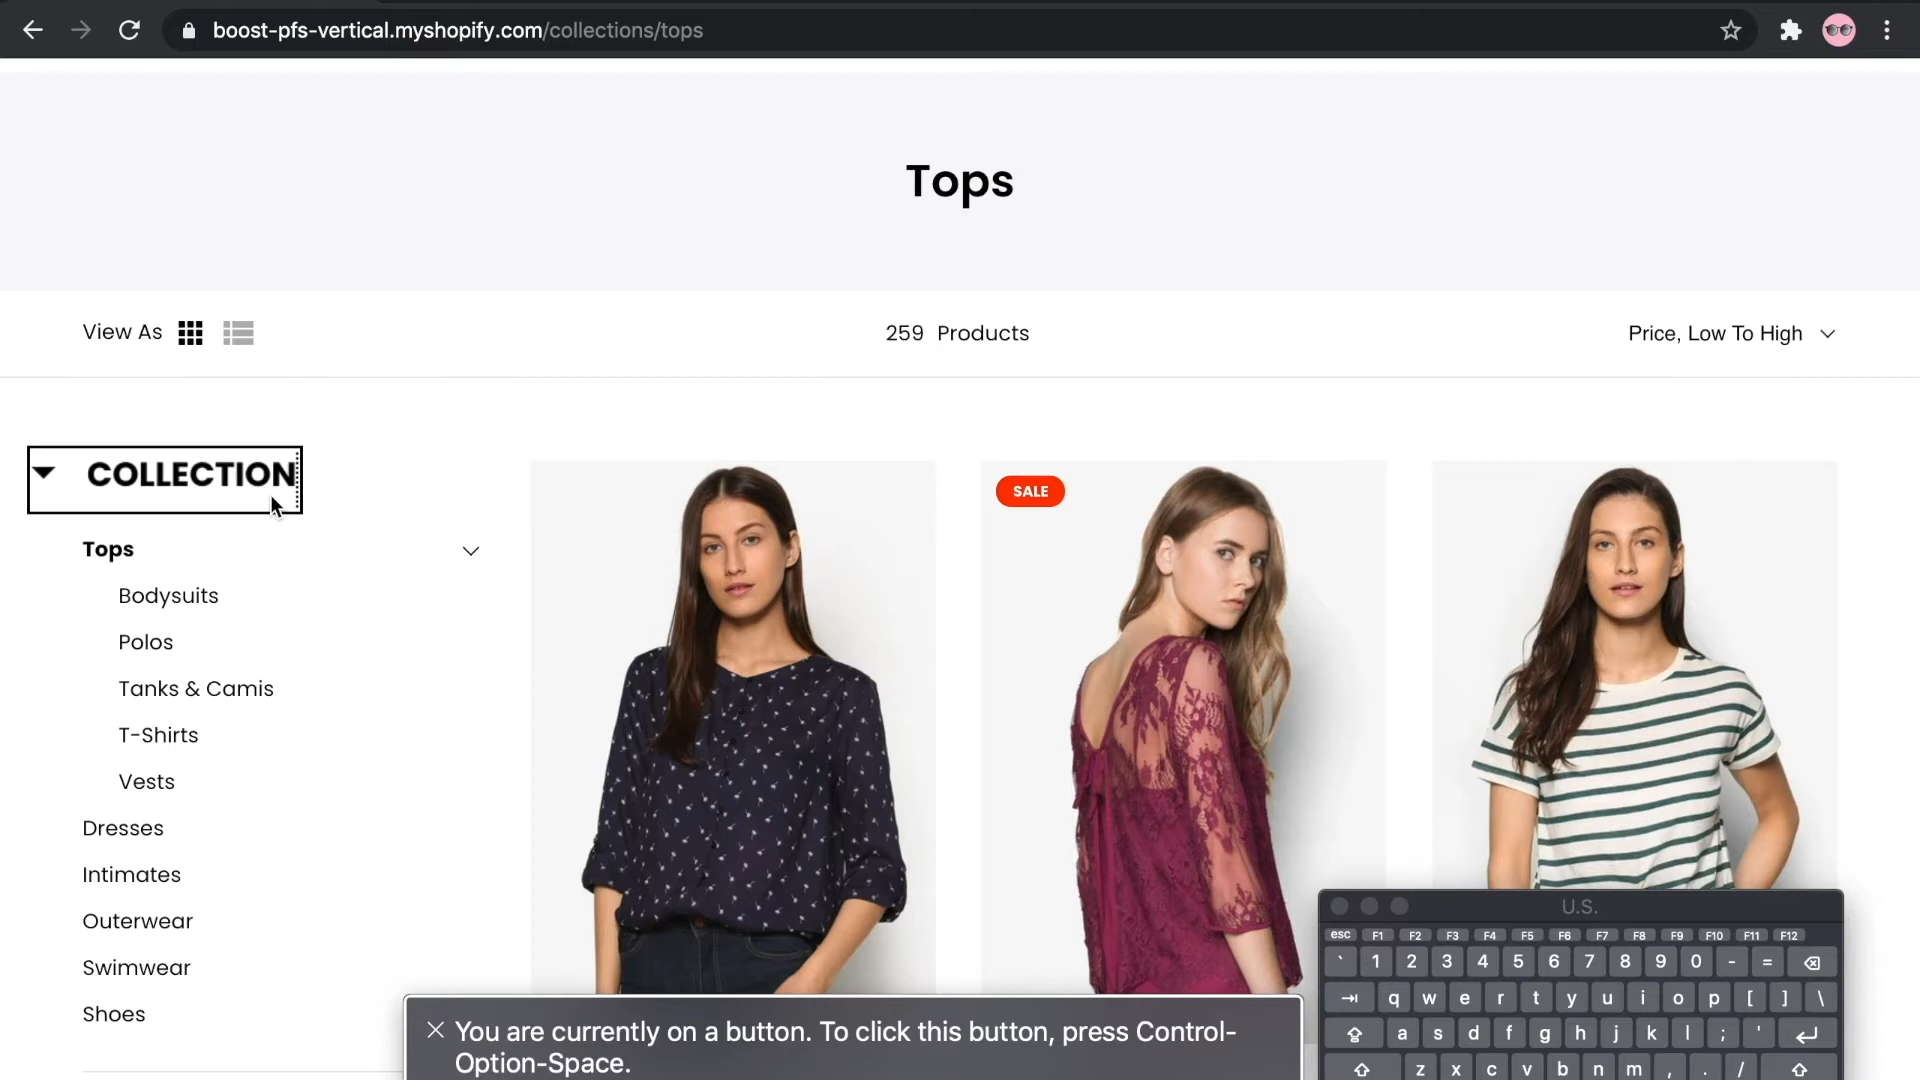 boost-pfs-vertical.myshopify.com/collections/tops
Tops
View As
259 Products
Price, Low To High
COLLECTION
Tops
Bodysuits
Polos
Tanks & Camis
T-Shirts
Vests
Dresses
Intimates
Outerwear
Swimwear
Shoes
SALE
You are currently on a button. To click this button, press Control-
Option-Space.
U.S.
esc F1 F2 F3 F4 F5 F6 F7 F8 F9 F10 F11 F12
` 1 2 3 4 5 6 7 8 9 0 - =
q w e r t y u i o p [ ] \
a s d f g h j k l ; '
z x c v b n m , . /